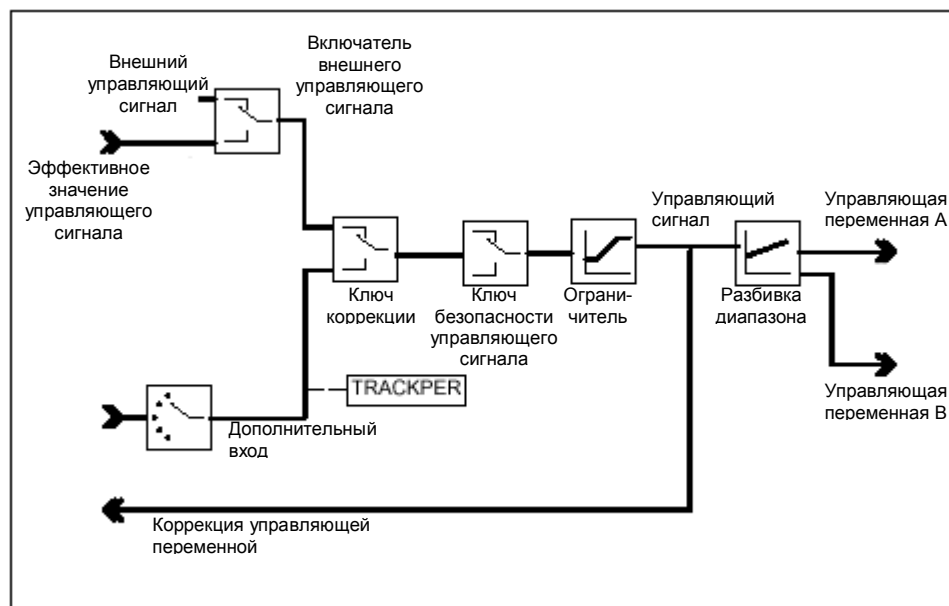 Внешний
управляющий
сигнал
Включатель
внешнего
управляющего
сигнала
Эффективное
значение
управляющего
сигнала
Управляющий
сигнал
Управляющая
переменная А
Ключ
коррекции
Ключ
безопасности
управляющего
сигнала
Ограни-
читель
Разбивка
диапазона
TRACKPER
Управляющая
переменная В
Дополнительный
вход
Коррекция управляющей
переменной